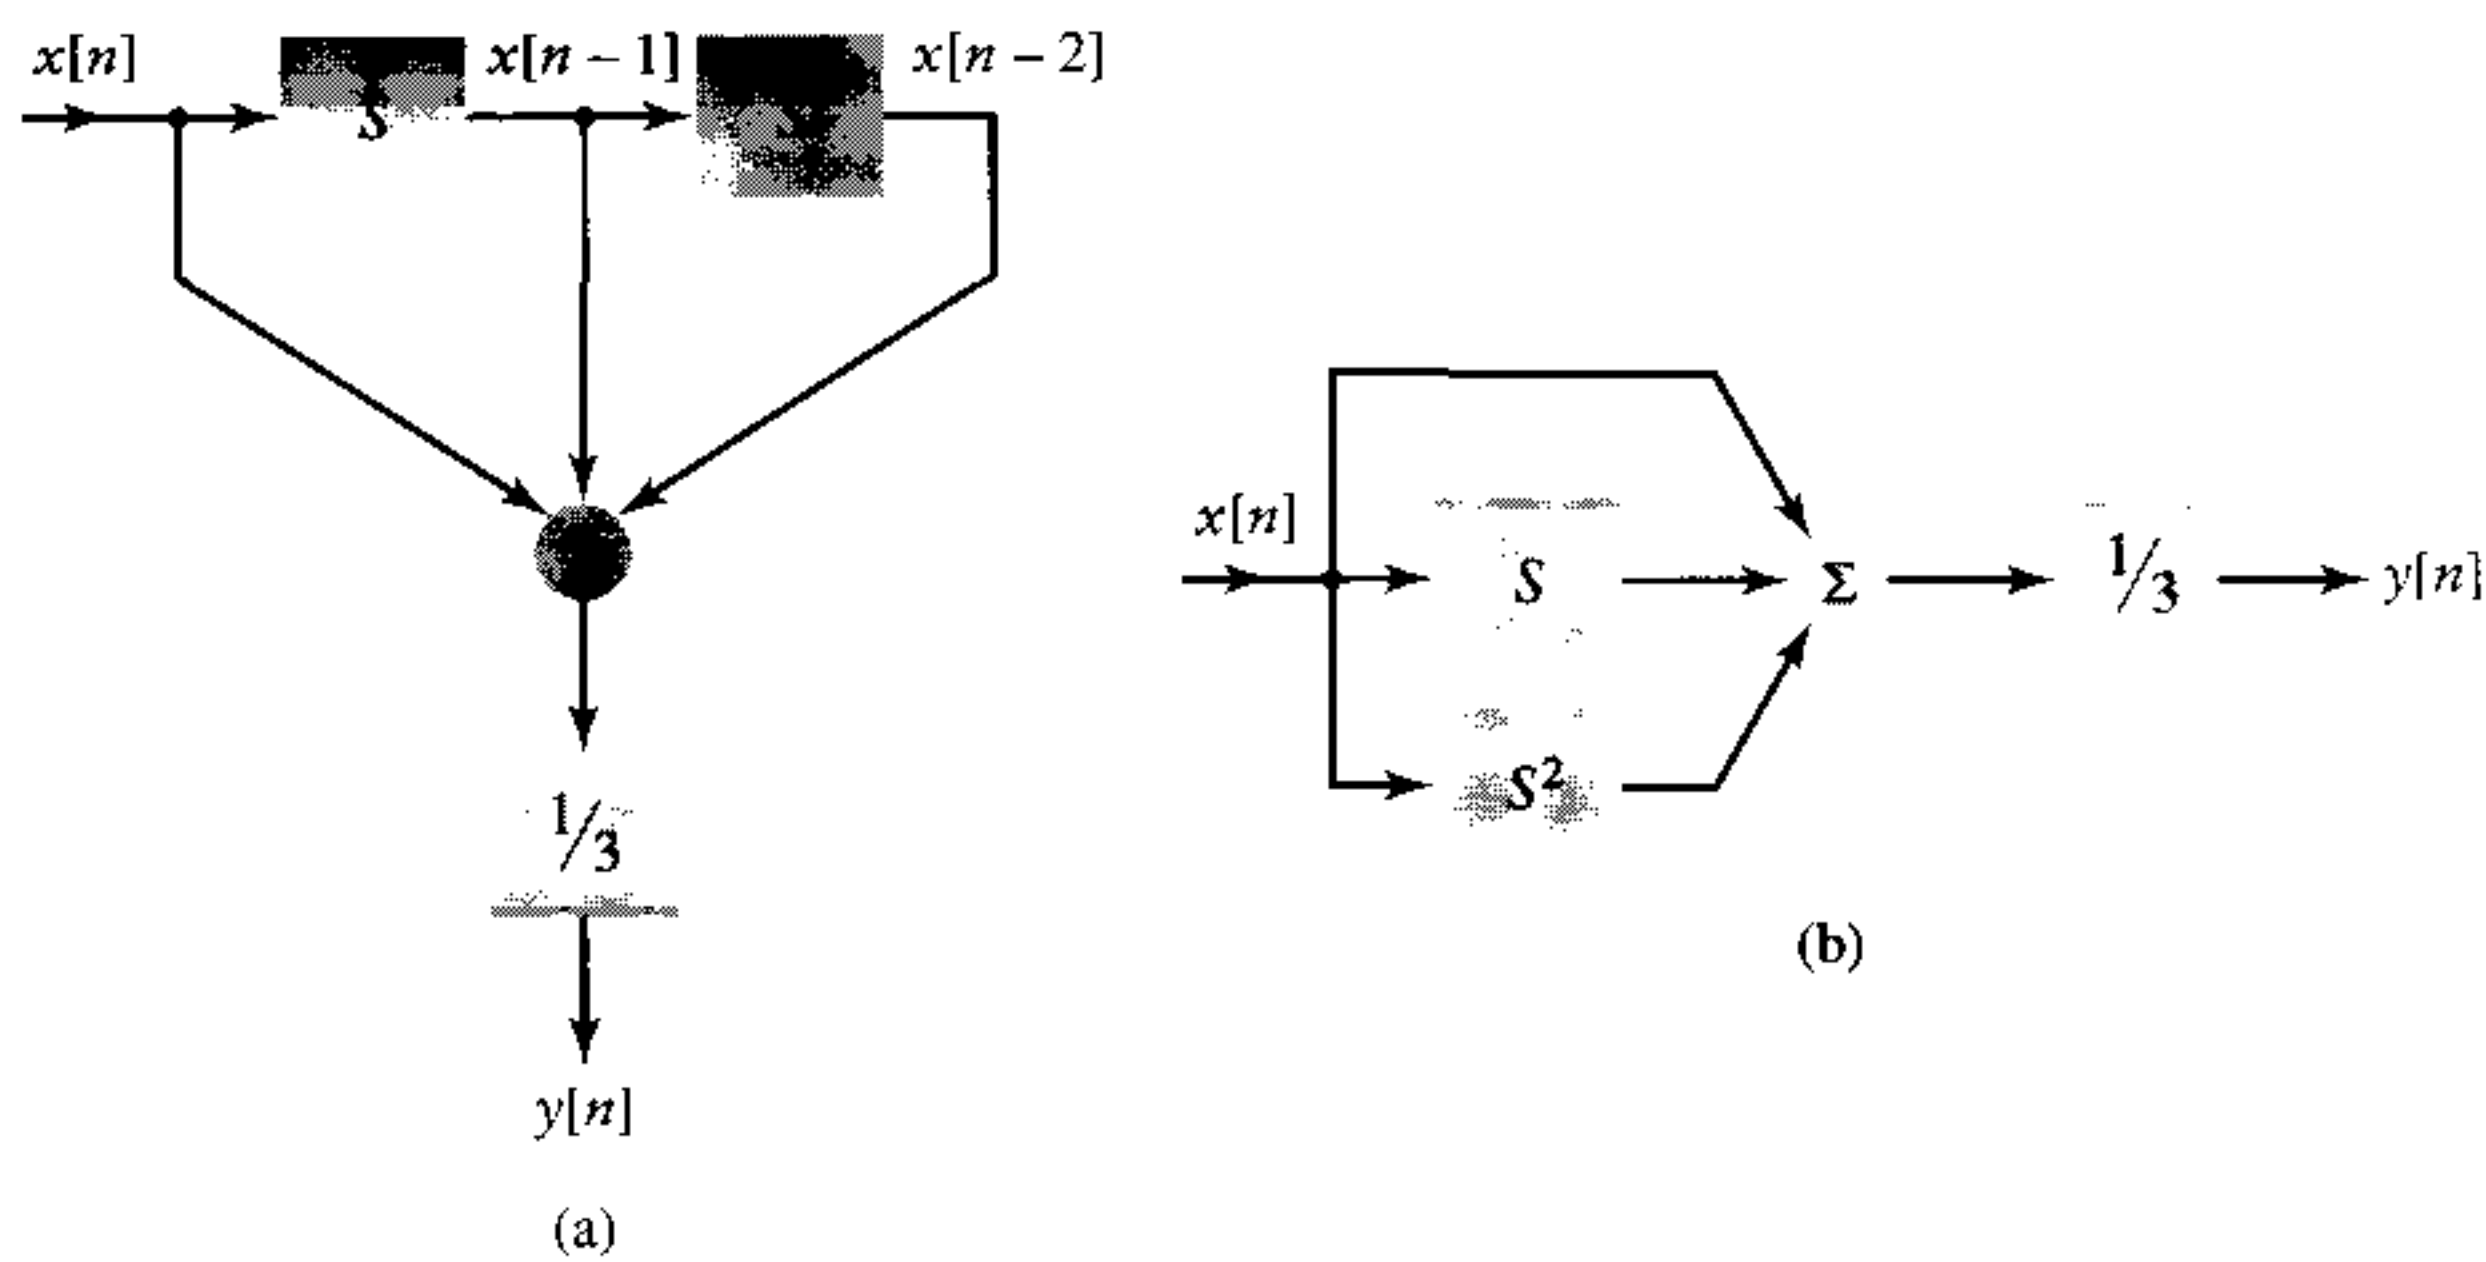 x[n] S x[n – 1] x[n – 2]
1/3
y[n]
(a)
x[n] S Σ 1/3 y[n]
S²
(b)